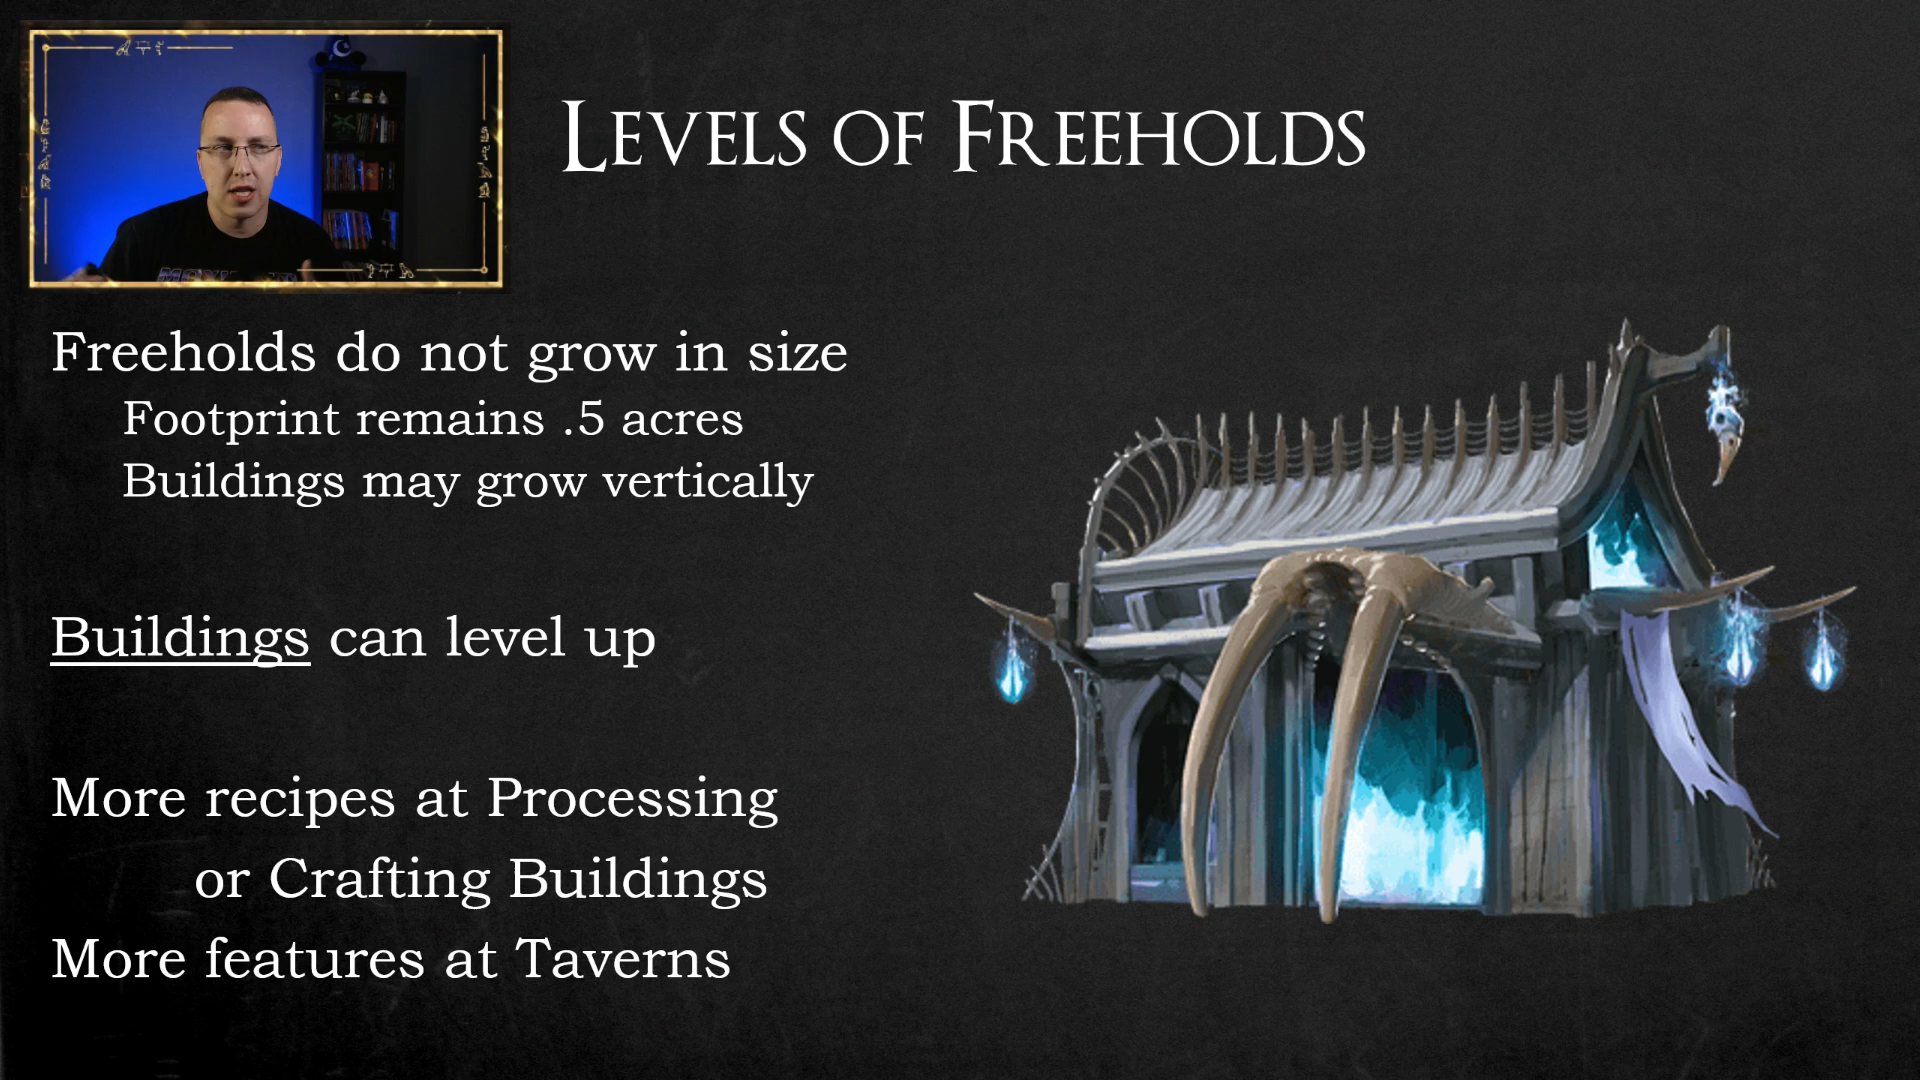 Levels of Freeholds
Freeholds do not grow in size
Footprint remains .5 acres
Buildings may grow vertically
Buildings can level up
More recipes at Processing
or Crafting Buildings
More features at Taverns